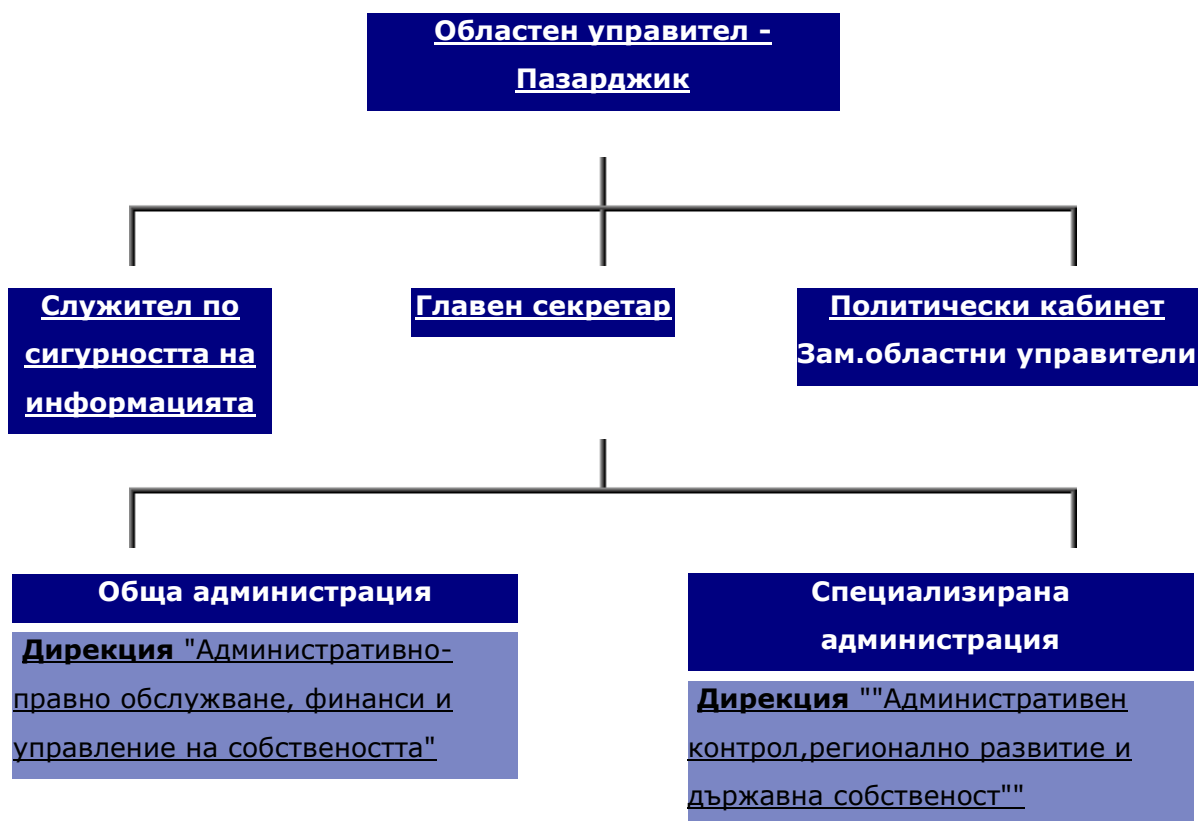 Областен управител -
Пазарджик
Служител по
сигурността на
информацията
Главен секретар
Политически кабинет
Зам.областни управители
Обща администрация
Дирекция "Административно-
правно обслужване, финанси и
управление на собствеността"
Специализирана
администрация
Дирекция ""Административен
контрол,регионално развитие и
държавна собственост""